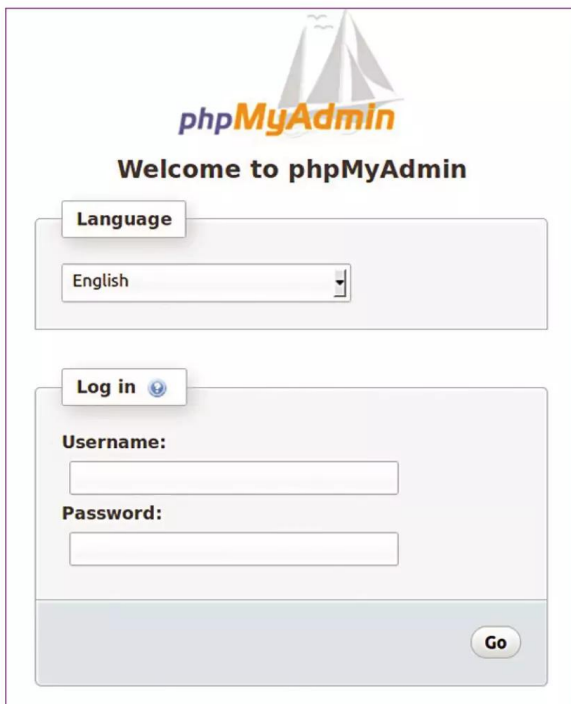 phpMyAdmin
Welcome to phpMyAdmin
Language
English
Log in
Username:
Password:
Go